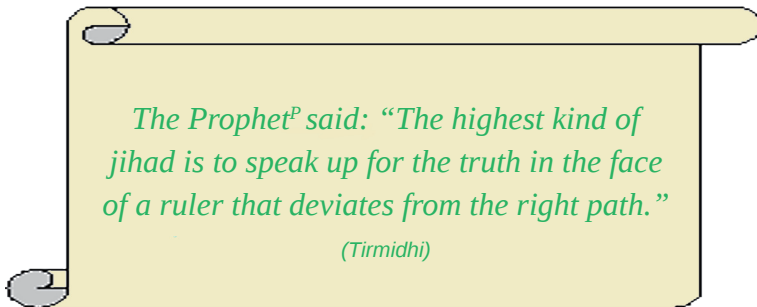 The Prophetᴾ said: “The highest kind of
jihad is to speak up for the truth in the face
of a ruler that deviates from the right path.”
(Tirmidhi)